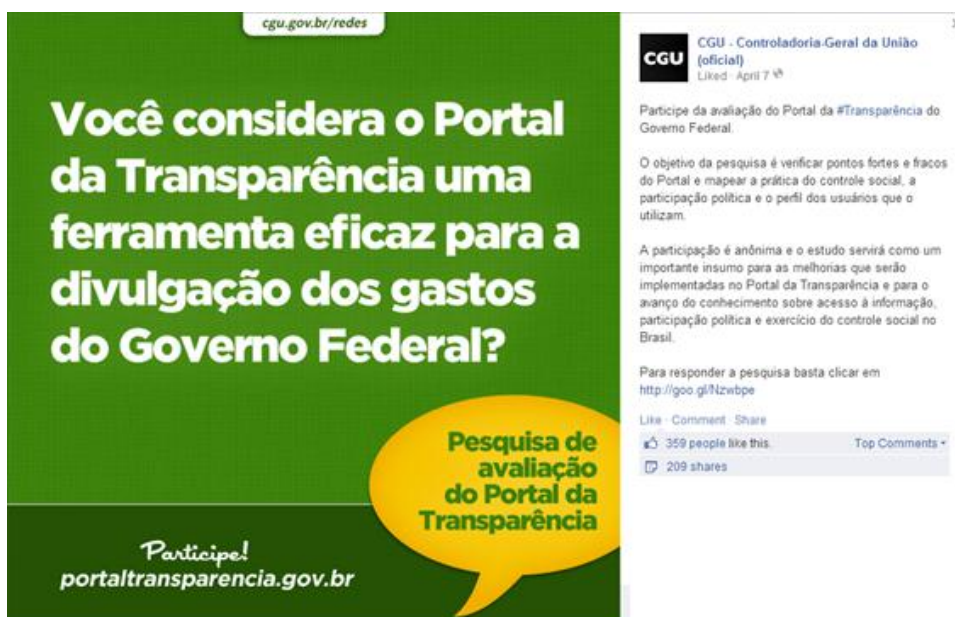 cgu.gov.br/redes
Você considera o Portal
da Transparência uma
ferramenta eficaz para a
divulgação dos gastos
do Governo Federal?
Pesquisa de
avaliação
do Portal da
Transparência
Participe!
portaltransparencia.gov.br
CGU
CGU - Controladoria-Geral da União
(oficial)
Liked · April 7
Participe da avaliação do Portal da #Transparência do
Governo Federal.
O objetivo da pesquisa é verificar pontos fortes e fracos
do Portal e mapear a prática do controle social, a
participação política e o perfil dos usuários que o
utilizam.
A participação é anônima e o estudo servirá como um
importante insumo para as melhorias que serão
implementadas no Portal da Transparência e para o
avanço do conhecimento sobre acesso à informação,
participação política e exercício do controle social no
Brasil.
Para responder a pesquisa basta clicar em
http://goo.gl/Nzwbpe
Like · Comment · Share
359 people like this. Top Comments
209 shares